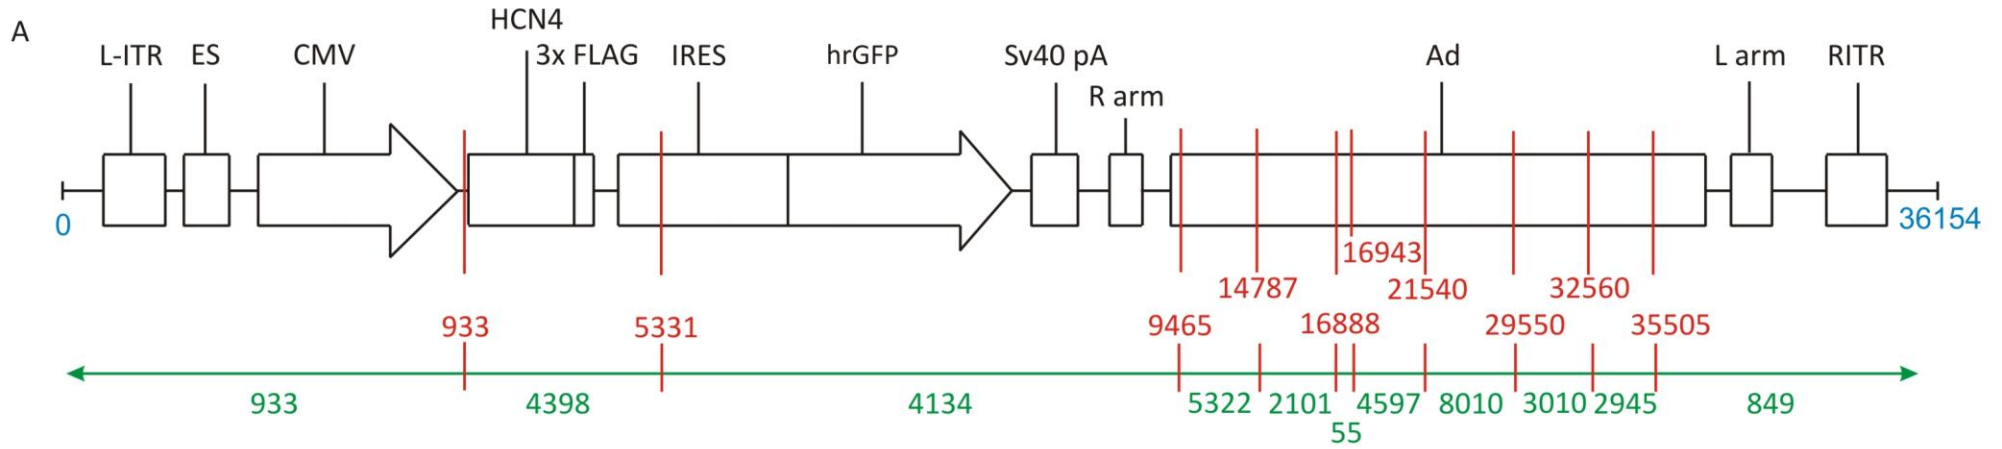 A
HCN4
L-ITR ES CMV 3x FLAG IRES hrGFP Sv40 pA Ad L arm RITR
R arm
0 36154
16943
14787 21540 32560
933 5331 9465 16888 29550 35505
933 4398 4134 5322 2101 4597 8010 3010 2945 849
55